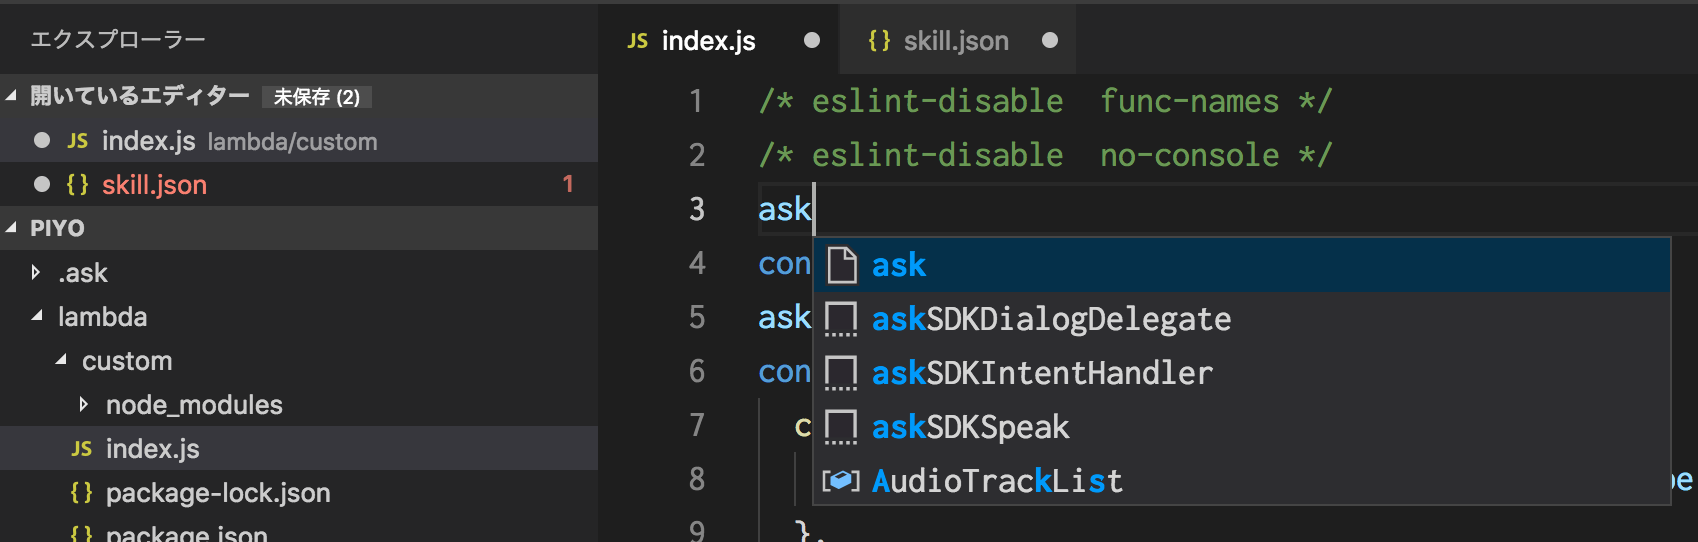 エクスプローラー
開いているエディター 未保存 (2)
JS index.js lambda/custom
{} skill.json 1
PIYO
.ask
lambda
custom
node_modules
JS index.js
{} package-lock.json
{} package.json
JS index.js
{} skill.json
1 /* eslint-disable  func-names */
2 /* eslint-disable  no-console */
3 ask
4 con
5 ask
6 con
7 c
8
9 },
ask
askSDKDialogDelegate
askSDKIntentHandler
askSDKSpeak
AudioTrackList